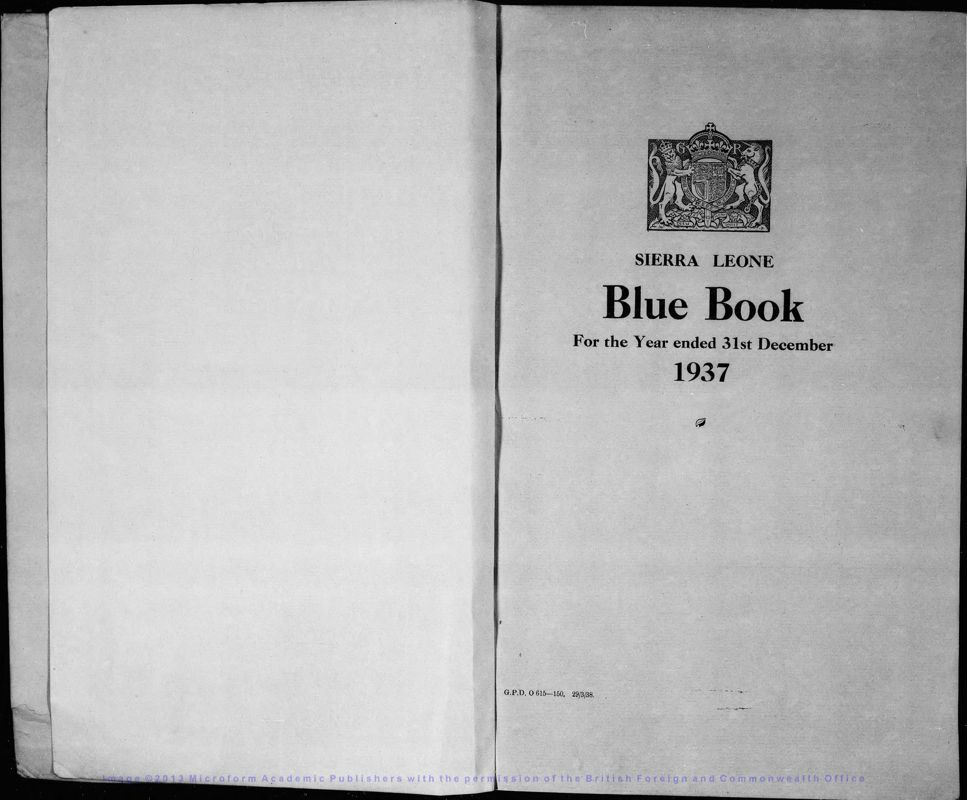 G R
SIERRA LEONE
Blue Book
For the Year ended 31st December
1937
G.P.D. O 615—150. 29/3/38.
Image ©2013 Microform Academic Publishers with the permission of the British Foreign and Commonwealth Office